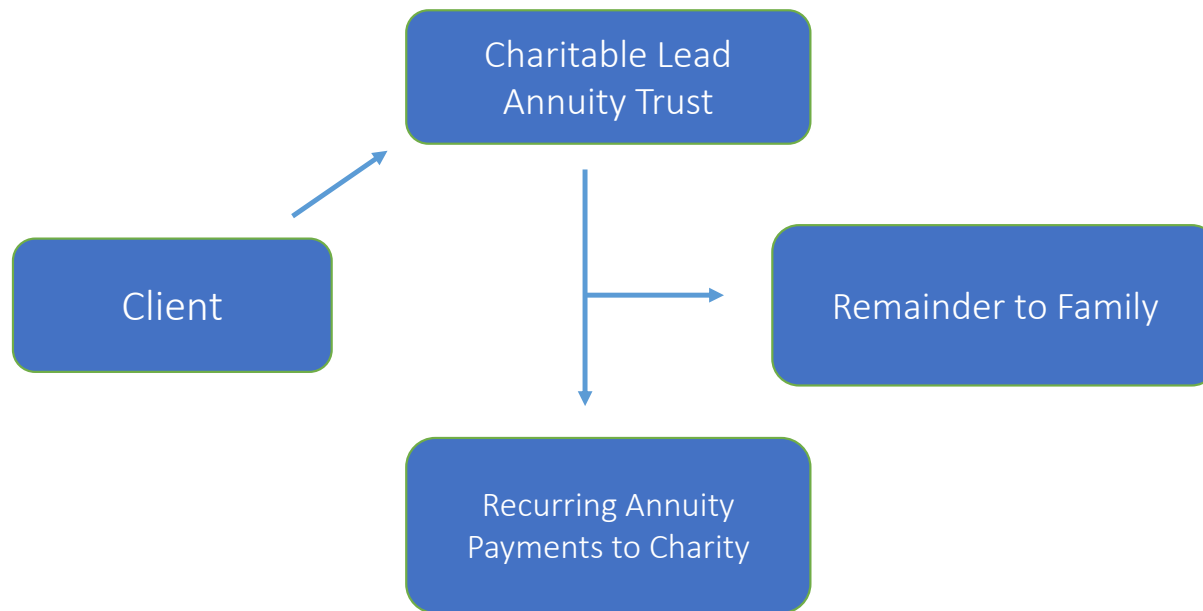 Charitable Lead
Annuity Trust
Client
Remainder to Family
Recurring Annuity
Payments to Charity